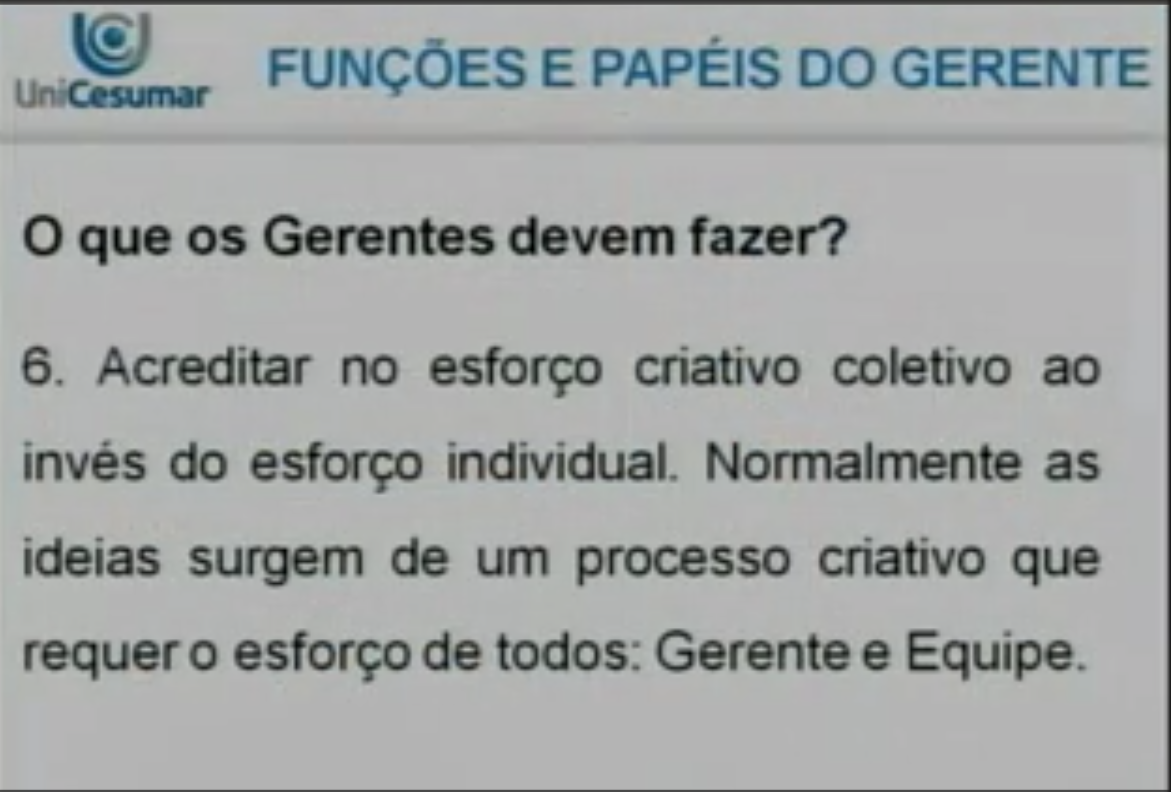 UniCesumar
FUNÇÕES E PAPÉIS DO GERENTE
O que os Gerentes devem fazer?
6. Acreditar no esforço criativo coletivo ao
invés do esforço individual. Normalmente as
ideias surgem de um processo criativo que
requer o esforço de todos: Gerente e Equipe.